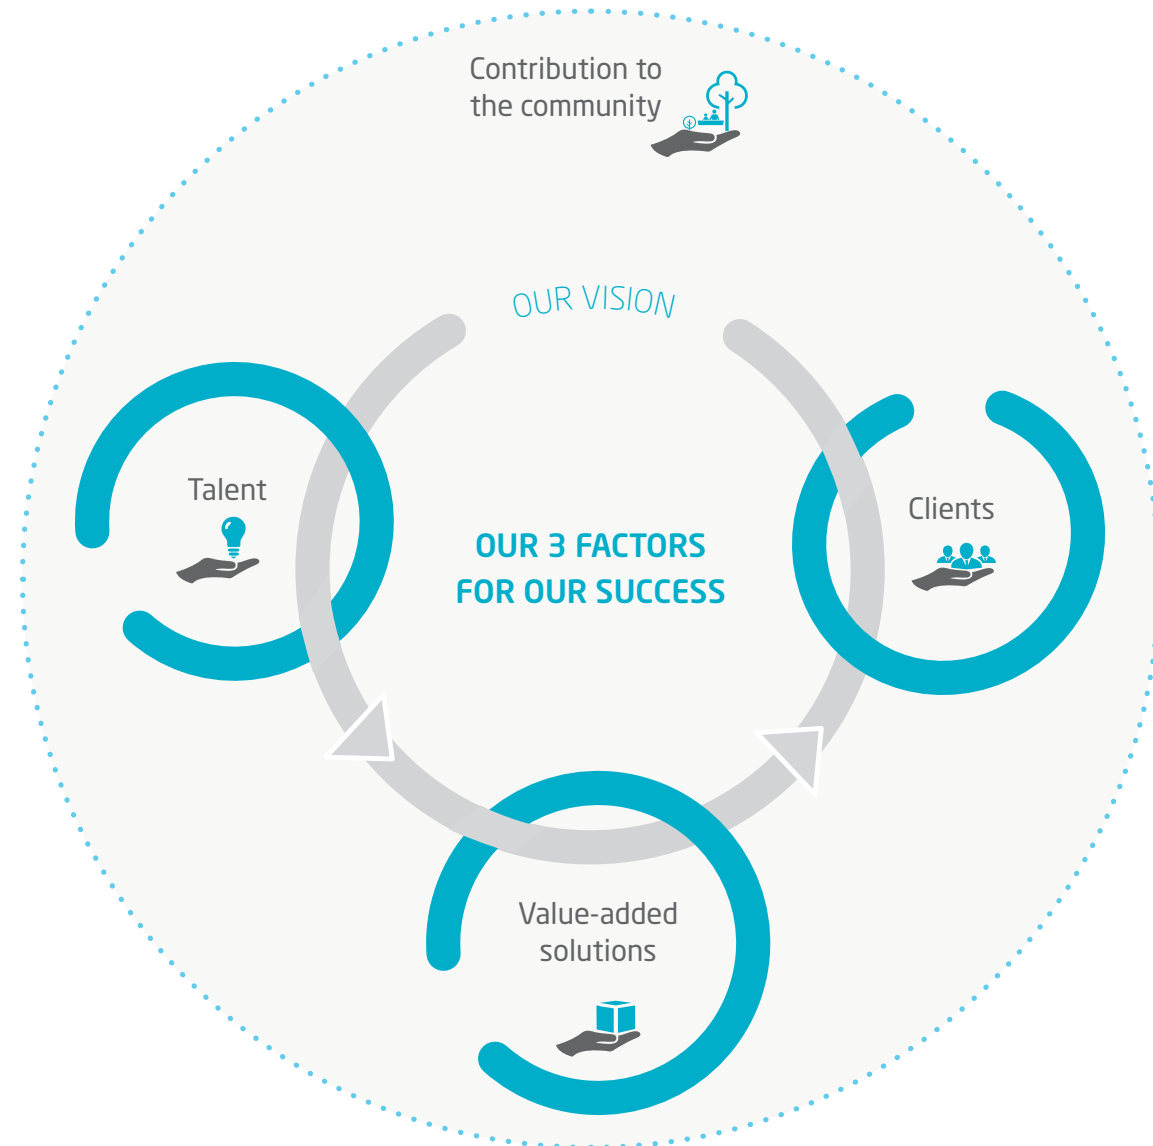 Contribution to
the community
OUR VISION
Talent
Clients
OUR 3 FACTORS
FOR OUR SUCCESS
Value-added
solutions